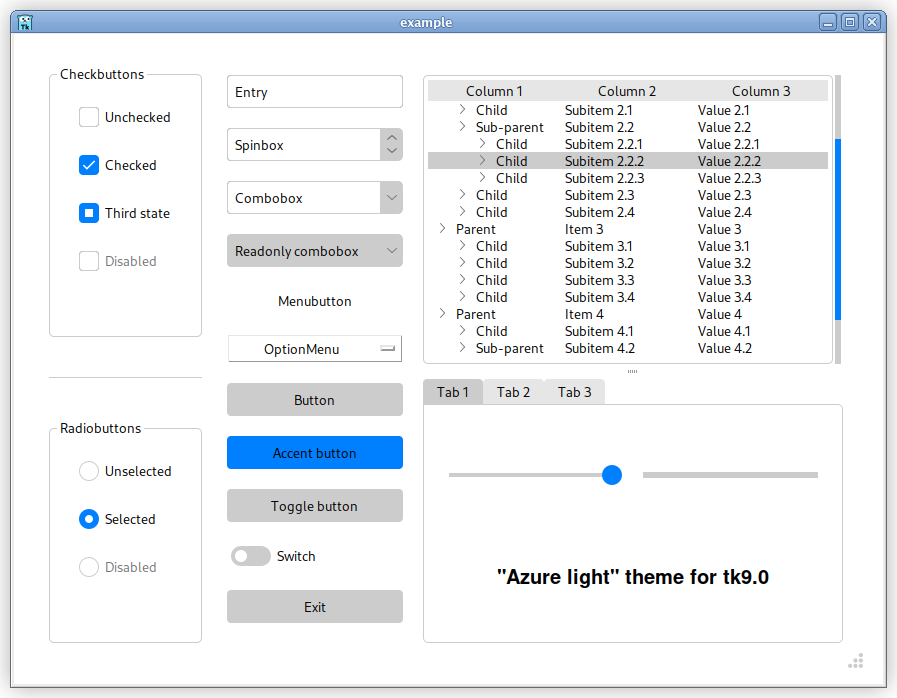 example
Checkbuttons
Unchecked
Checked
Third state
Disabled
Radiobuttons
Unselected
Selected
Disabled
Entry
Spinbox
Combobox
Readonly combobox
Menubutton
OptionMenu
Button
Accent button
Toggle button
Switch
Exit
Column 1 Column 2 Column 3
Child Subitem 2.1 Value 2.1
Sub-parent Subitem 2.2 Value 2.2
Child Subitem 2.2.1 Value 2.2.1
Child Subitem 2.2.2 Value 2.2.2
Child Subitem 2.2.3 Value 2.2.3
Child Subitem 2.3 Value 2.3
Child Subitem 2.4 Value 2.4
Parent Item 3 Value 3
Child Subitem 3.1 Value 3.1
Child Subitem 3.2 Value 3.2
Child Subitem 3.3 Value 3.3
Child Subitem 3.4 Value 3.4
Parent Item 4 Value 4
Child Subitem 4.1 Value 4.1
Sub-parent Subitem 4.2 Value 4.2
Tab 1 Tab 2 Tab 3
"Azure light" theme for tk9.0